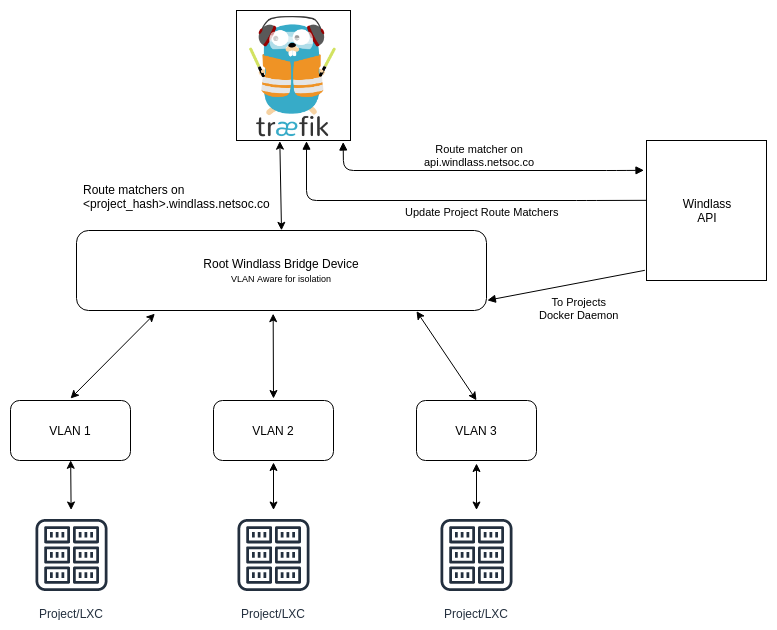 træfik
Route matcher on
api.windlass.netsoc.co
Route matchers on
<project_hash>.windlass.netsoc.co
Update Project Route Matchers
Windlass
API
Root Windlass Bridge Device
VLAN Aware for isolation
To Projects
Docker Daemon
VLAN 1
VLAN 2
VLAN 3
Project/LXC
Project/LXC
Project/LXC